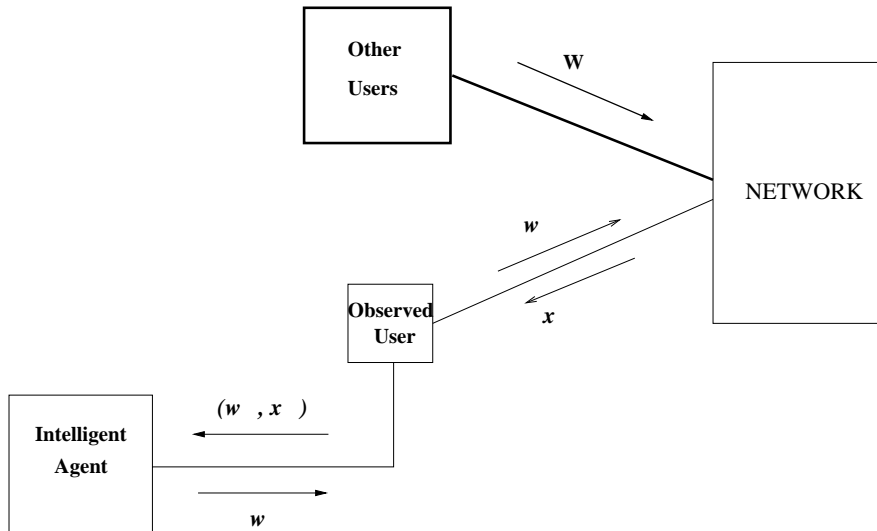 Other
Users
W
NETWORK
w
x
Observed
User
(w , x )
Intelligent
Agent
w